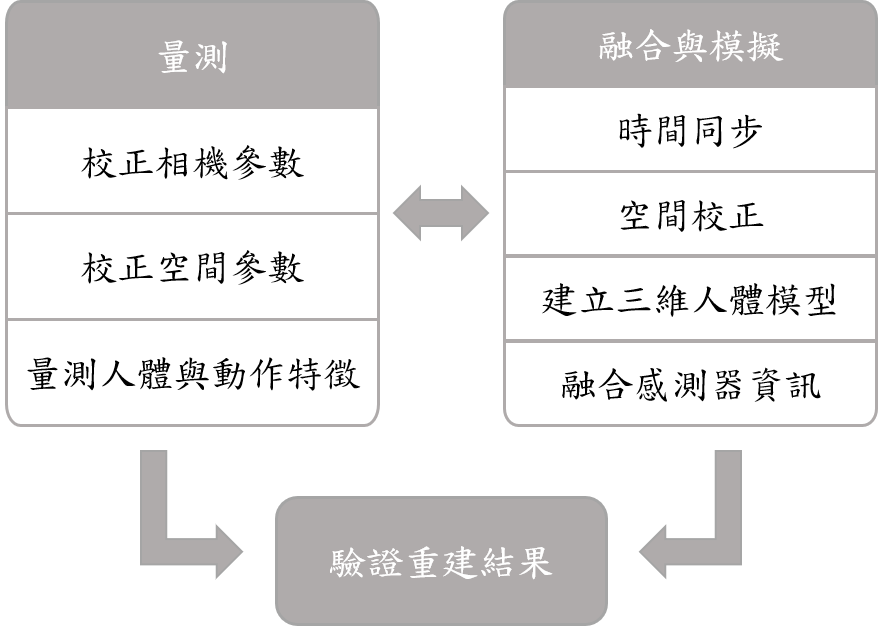 量測
校正相機參數
校正空間參數
量測人體與動作特徵
融合與模擬
時間同步
空間校正
建立三維人體模型
融合感測器資訊
驗證重建結果